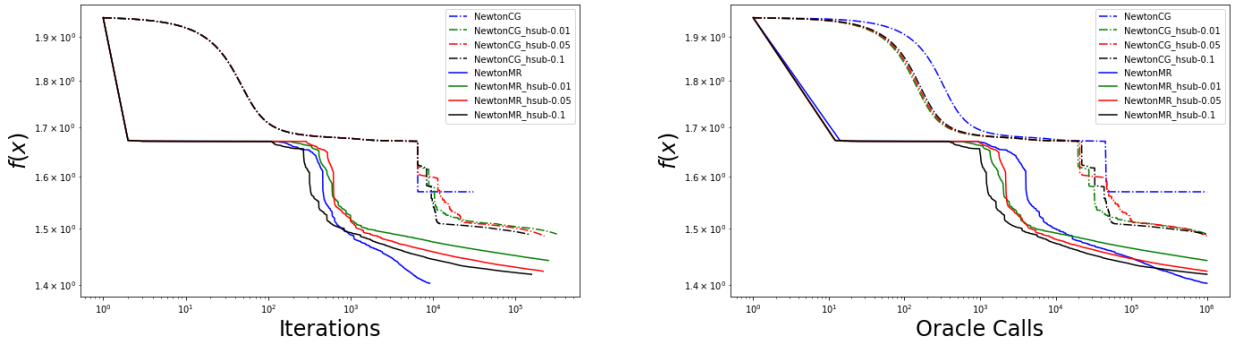 NewtonCG
NewtonCG_hsub-0.01
NewtonCG_hsub-0.05
NewtonCG_hsub-0.1
NewtonMR
NewtonMR_hsub-0.01
NewtonMR_hsub-0.05
NewtonMR_hsub-0.1
1.9 × 10⁰
1.8 × 10⁰
1.7 × 10⁰
1.6 × 10⁰
1.5 × 10⁰
1.4 × 10⁰
f(x)
10⁰ 10¹ 10² 10³ 10⁴ 10⁵
Iterations
NewtonCG
NewtonCG_hsub-0.01
NewtonCG_hsub-0.05
NewtonCG_hsub-0.1
NewtonMR
NewtonMR_hsub-0.01
NewtonMR_hsub-0.05
NewtonMR_hsub-0.1
1.9 × 10⁰
1.8 × 10⁰
1.7 × 10⁰
1.6 × 10⁰
1.5 × 10⁰
1.4 × 10⁰
f(x)
10⁰ 10¹ 10² 10³ 10⁴ 10⁵ 10⁶
Oracle Calls